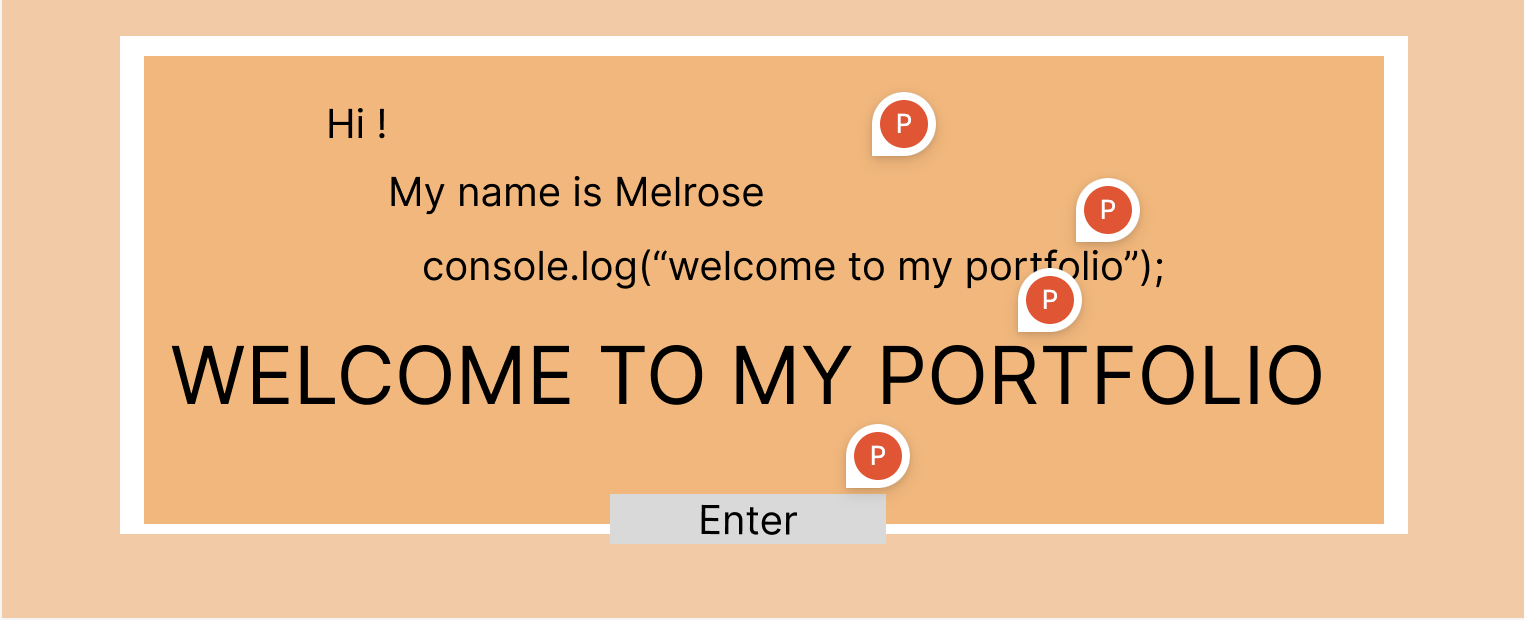 Hi !
P
My name is Melrose
P
console.log(“welcome to my portfolio”);
P
WELCOME TO MY PORTFOLIO
P
Enter